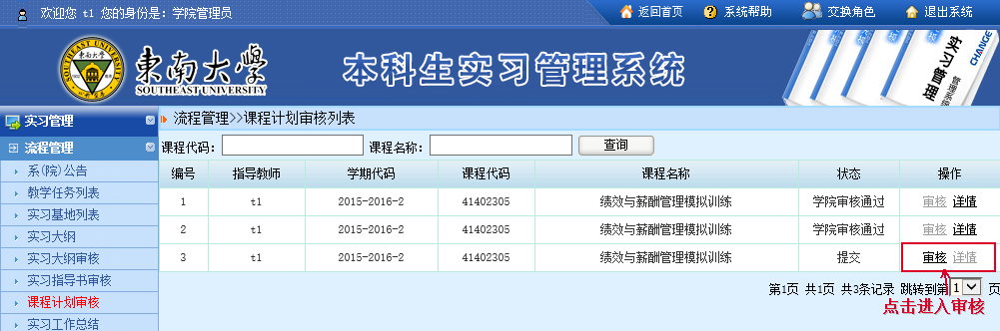 欢迎您 t1 您的身份是：学院管理员 返回首页 系统帮助 交换角色 退出系统
東南大學
SOUTHEAST UNIVERSITY
本科生实习管理系统
实习管理
CHANGE
实习管理
流程管理
系(院)公告
教学任务列表
实习基地列表
实习大纲
实习大纲审核
实习指导书审核
课程计划审核
实习工作总结
流程管理>>课程计划审核列表
课程代码： 课程名称： 查询
编号 指导教师 学期代码 课程代码 课程名称 状态 操作
1 t1 2015-2016-2 41402305 绩效与薪酬管理模拟训练 学院审核通过 审核 详情
2 t1 2015-2016-2 41402305 绩效与薪酬管理模拟训练 学院审核通过 审核 详情
3 t1 2015-2016-2 41402305 绩效与薪酬管理模拟训练 提交 审核 详情
第1页 共1页 共3条记录 跳转到第 1 页
点击进入审核